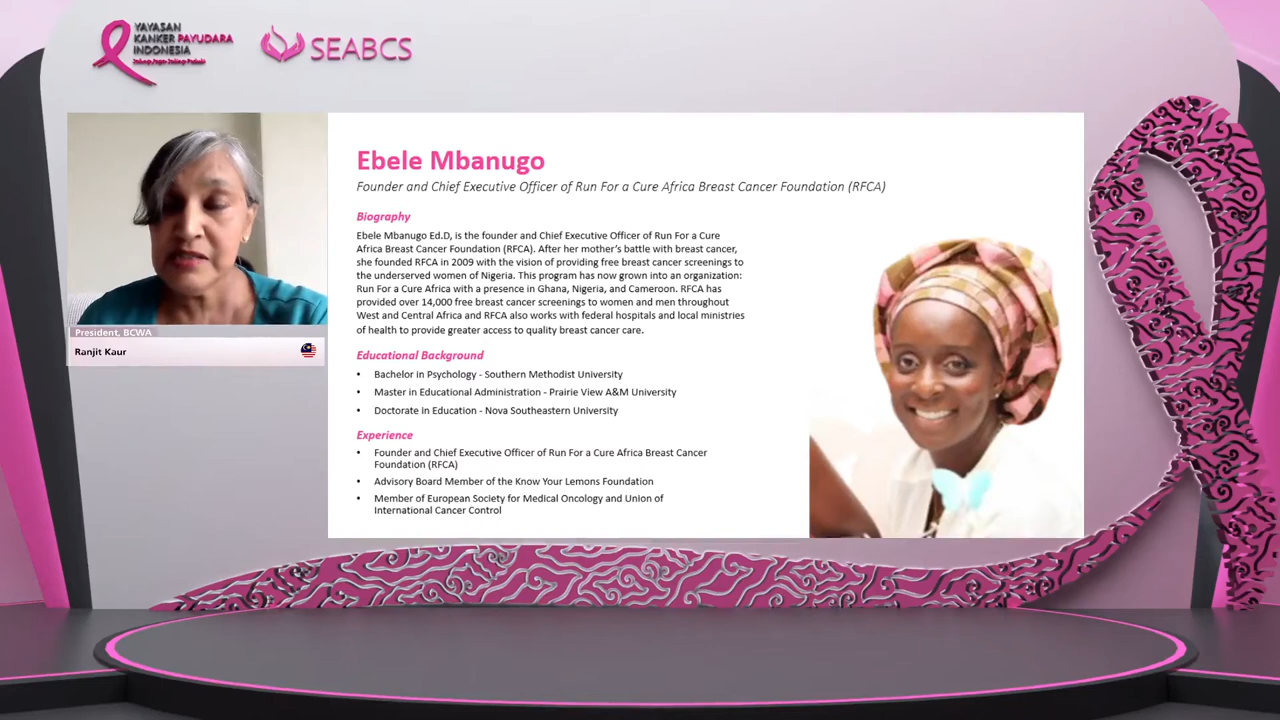 YAYASAN
KANKER PAYUDARA
INDONESIA
SEABCS
President, BCWA
Ranjit Kaur
Ebele Mbanugo
Founder and Chief Executive Officer of Run For a Cure Africa Breast Cancer Foundation (RFCA)
Biography
Ebele Mbanugo Ed.D, is the founder and Chief Executive Officer of Run For a Cure
Africa Breast Cancer Foundation (RFCA). After her mother's battle with breast cancer,
she founded RFCA in 2009 with the vision of providing free breast cancer screenings to
the underserved women of Nigeria. This program has now grown into an organization:
Run For a Cure Africa with a presence in Ghana, Nigeria, and Cameroon. RFCA has
provided over 14,000 free breast cancer screenings to women and men throughout
West and Central Africa and RFCA also works with federal hospitals and local ministries
of health to provide greater access to quality breast cancer care.
Educational Background
• Bachelor in Psychology - Southern Methodist University
• Master in Educational Administration - Prairie View A&M University
• Doctorate in Education - Nova Southeastern University
Experience
• Founder and Chief Executive Officer of Run For a Cure Africa Breast Cancer
Foundation (RFCA)
• Advisory Board Member of the Know Your Lemons Foundation
• Member of European Society for Medical Oncology and Union of
International Cancer Control